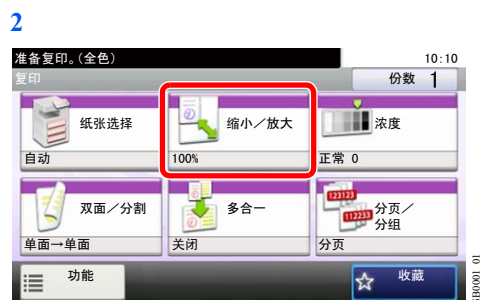 2
准备复印。(全色)
10:10
复印
份数 1
纸张选择
自动
缩小／放大
100%
浓度
正常 0
双面／分割
单面→单面
多合一
关闭
123123
112233
分页／
分组
分页
功能
收藏